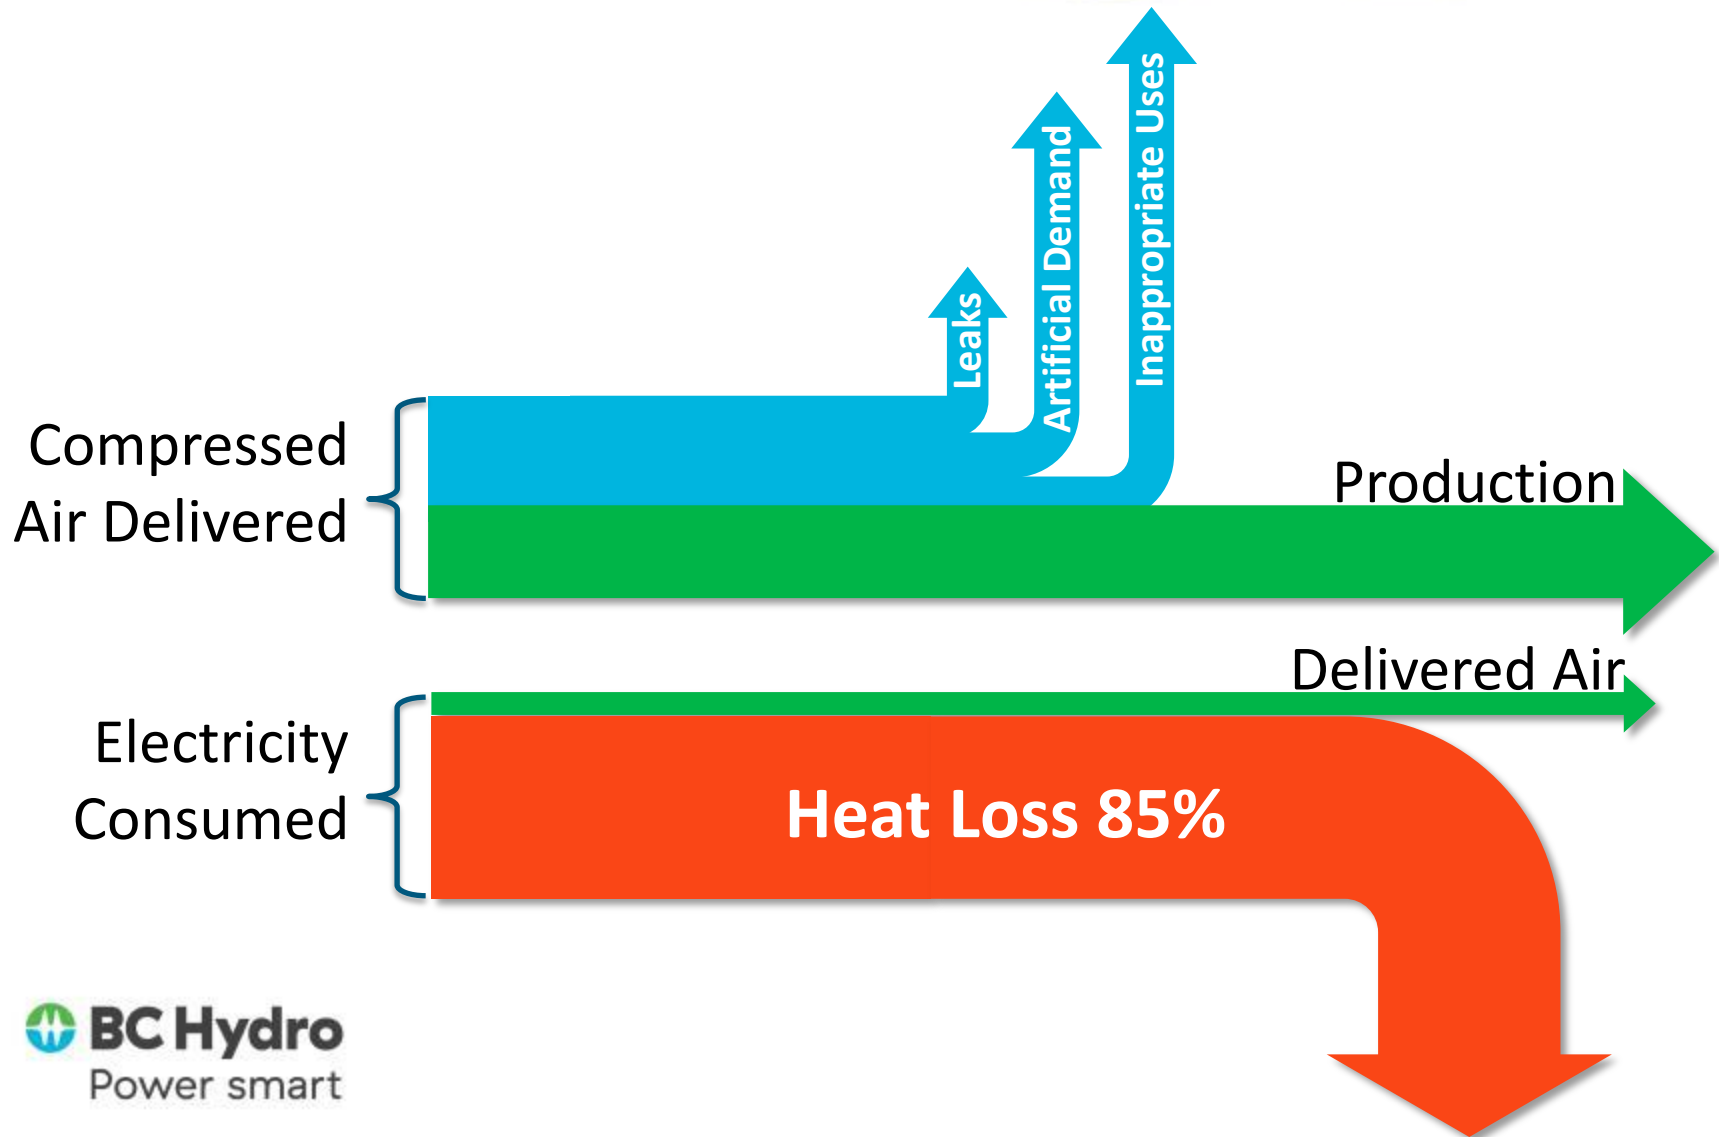 Leaks
Artificial Demand
Inappropriate Uses
Compressed
Air Delivered
Production
Delivered Air
Electricity
Consumed
Heat Loss 85%
BC Hydro
Power smart